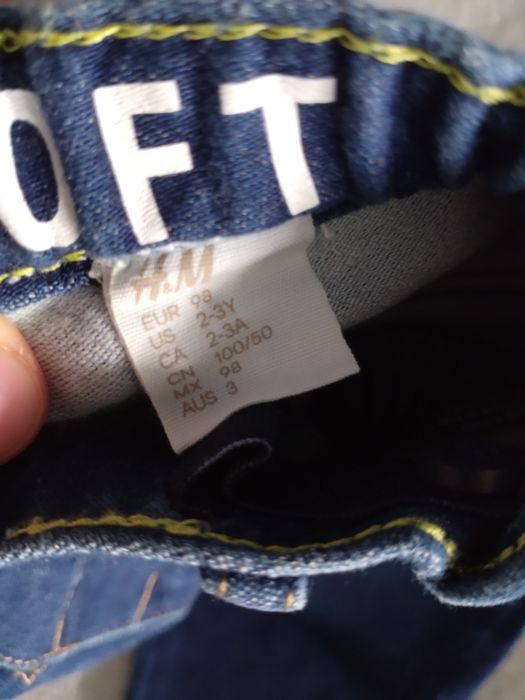 OFT
H&M
EUR 98
US 2-3Y
CA 2-3A
CN 100/50
MX 98
AUS 3